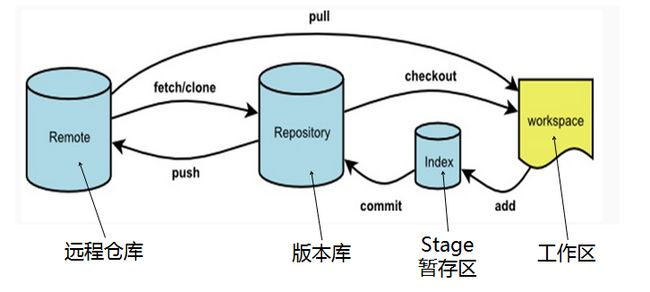 pull
fetch/clone
checkout
Remote
Repository
Index
workspace
push
commit
add
远程仓库
版本库
Stage
暂存区
工作区